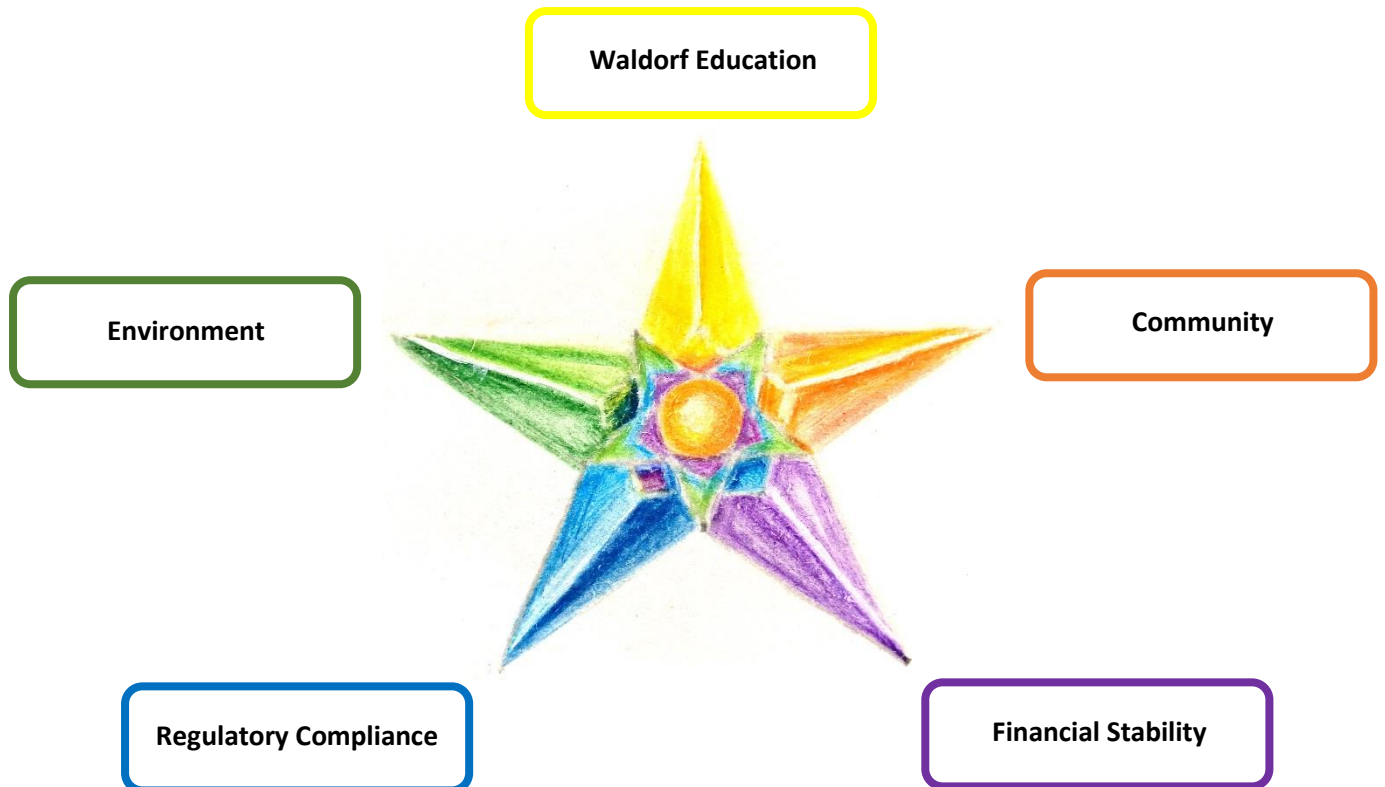 Waldorf Education
Environment
Community
Regulatory Compliance
Financial Stability